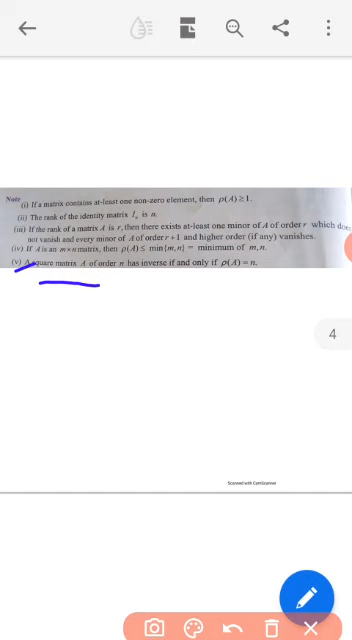 Note
(i) If a matrix contains at-least one non-zero element, then ρ(A) ≥ 1.
(ii) The rank of the identity matrix Iₙ is n.
(iii) If the rank of a matrix A is r, then there exists at-least one minor of A of order r which does
not vanish and every minor of A of order r + 1 and higher order (if any) vanishes.
(iv) If A is an m × n matrix, then ρ(A) ≤ min{m, n} = minimum of m, n.
(v) A square matrix A of order n has inverse if and only if ρ(A) = n.
4
Scanned with CamScanner